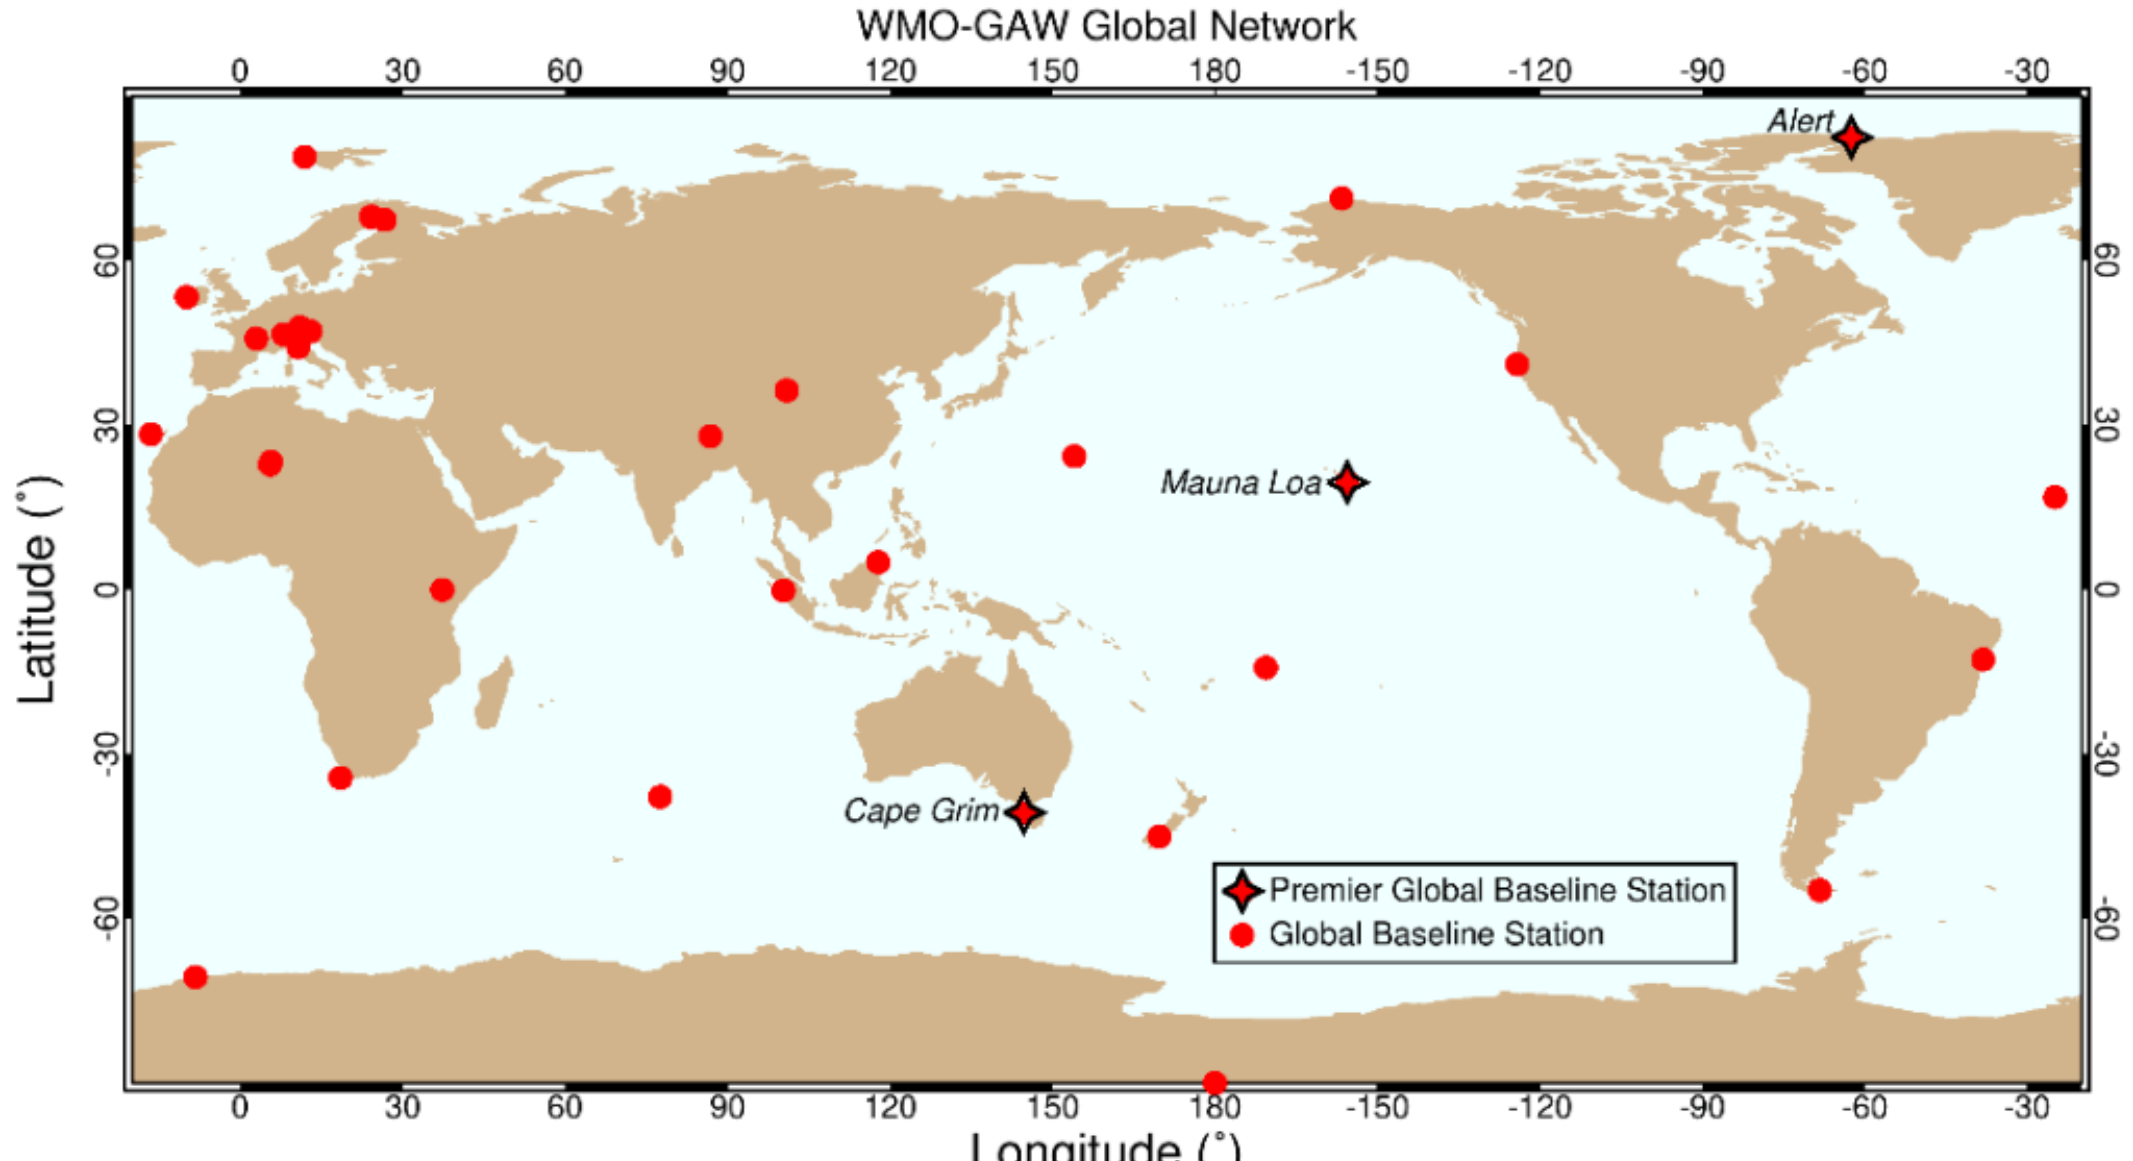 WMO-GAW Global Network
0 30 60 90 120 150 180 -150 -120 -90 -60 -30
Alert
60 60
30 30
Mauna Loa
Latitude (°)
0 0
-30 -30
Cape Grim
Premier Global Baseline Station
-60 -60
Global Baseline Station
0 30 60 90 120 150 180 -150 -120 -90 -60 -30
Longitude (°)